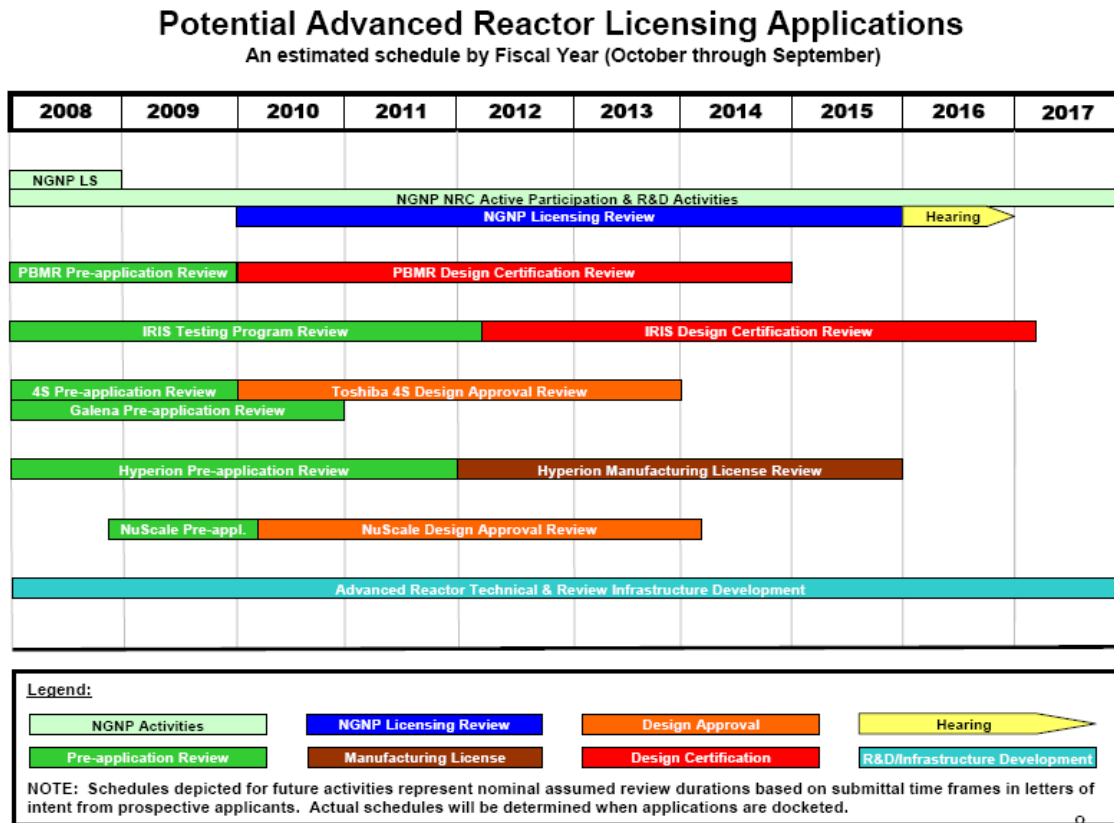 Potential Advanced Reactor Licensing Applications
An estimated schedule by Fiscal Year (October through September)
2008 2009 2010 2011 2012 2013 2014 2015 2016 2017
NGNP LS
NGNP NRC Active Participation & R&D Activities
NGNP Licensing Review Hearing
PBMR Pre-application Review PBMR Design Certification Review
IRIS Testing Program Review IRIS Design Certification Review
4S Pre-application Review Toshiba 4S Design Approval Review
Galena Pre-application Review
Hyperion Pre-application Review Hyperion Manufacturing License Review
NuScale Pre-appl. NuScale Design Approval Review
Advanced Reactor Technical & Review Infrastructure Development
Legend:
NGNP Activities NGNP Licensing Review Design Approval Hearing
Pre-application Review Manufacturing License Design Certification R&D/Infrastructure Development
NOTE: Schedules depicted for future activities represent nominal assumed review durations based on submittal time frames in letters of
intent from prospective applicants. Actual schedules will be determined when applications are docketed.